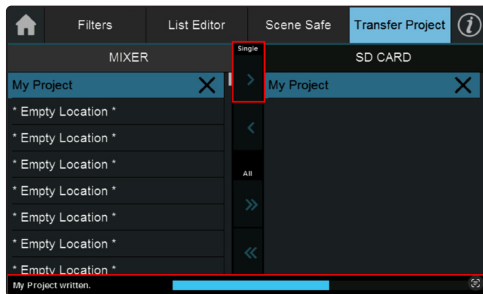 Filters
List Editor
Scene Safe
Transfer Project
i
MIXER
Single
SD CARD
My Project
My Project
* Empty Location *
* Empty Location *
* Empty Location *
* Empty Location *
All
* Empty Location *
* Empty Location *
* Empty Location *
My Project written.